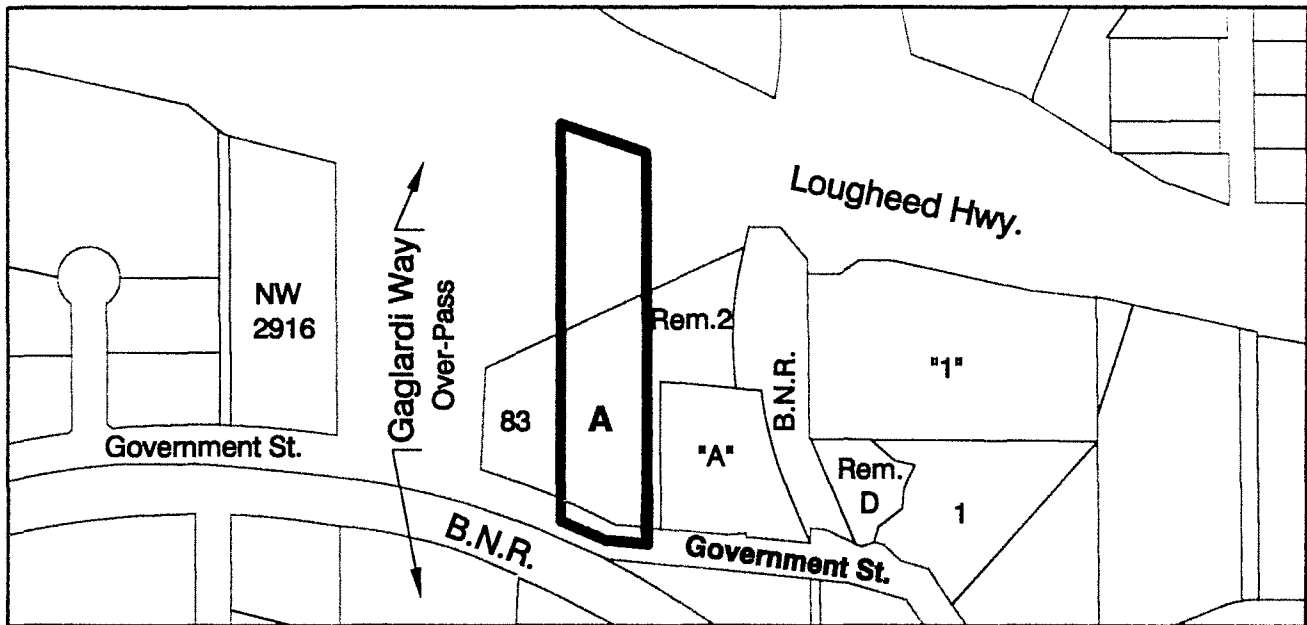 Lougheed Hwy.
NW
2916
Gaglardi Way
Over-Pass
Rem.2
B.N.R.
"1"
83
A
"A"
Government St.
Rem.
D
1
B.N.R.
Government St.